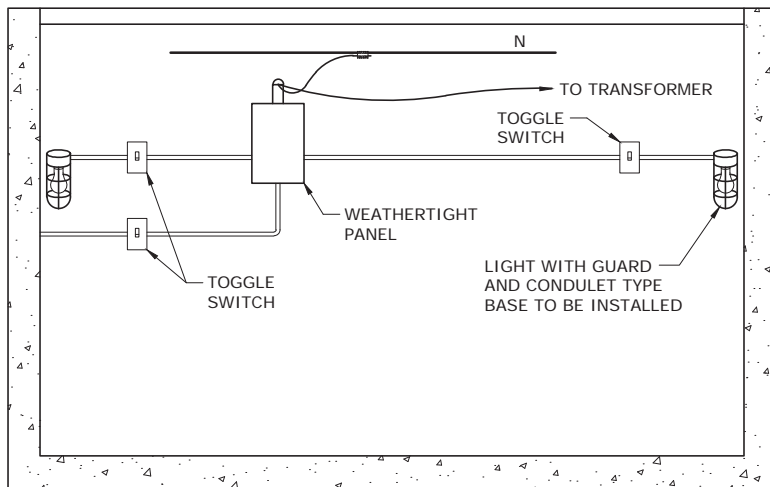 N
TO TRANSFORMER
TOGGLE
SWITCH
WEATHERTIGHT
PANEL
TOGGLE
SWITCH
LIGHT WITH GUARD
AND CONDULET TYPE
BASE TO BE INSTALLED